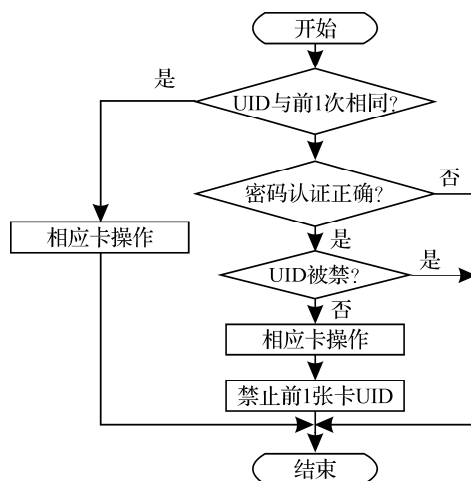 开始
是
UID与前1次相同?
否
密码认证正确?
相应卡操作
是
是
UID被禁?
否
相应卡操作
禁止前1张卡UID
结束